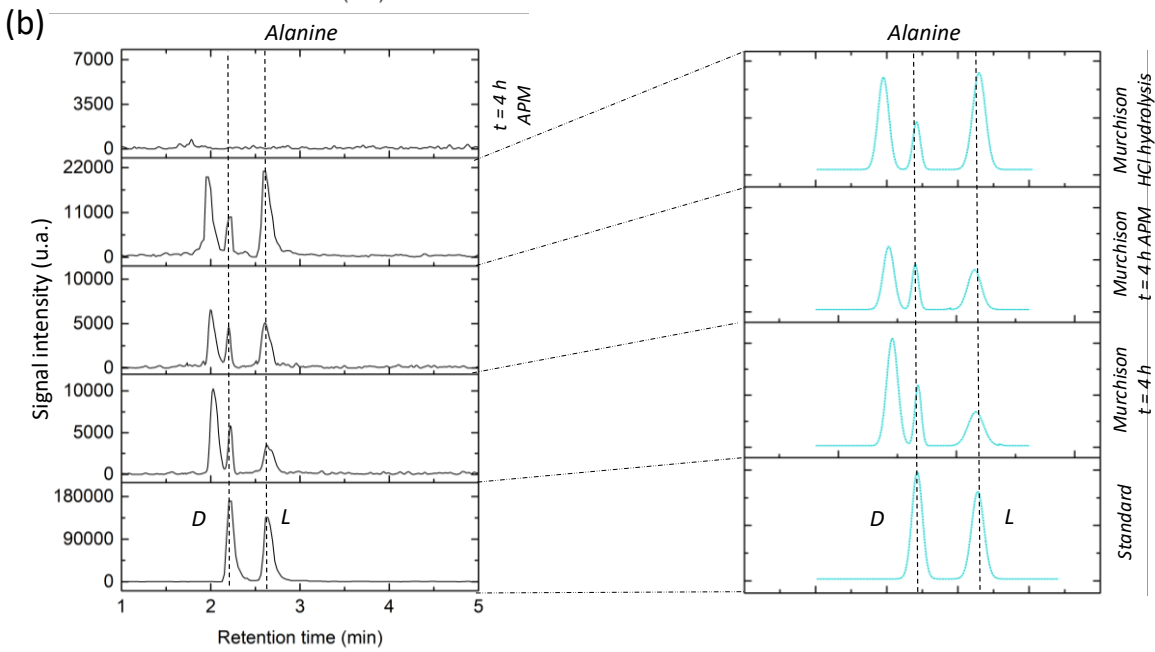 (b)
Alanine
7000
3500
0
22000
11000
0
10000
5000
0
10000
5000
0
180000
90000
0
Signal intensity (u.a.)
D
L
1
2
3
4
5
Retention time (min)
t = 4 h
APM
Alanine
D
L
Murchison
HCl hydrolysis
Murchison
t = 4 h APM
Murchison
t = 4 h
Standard